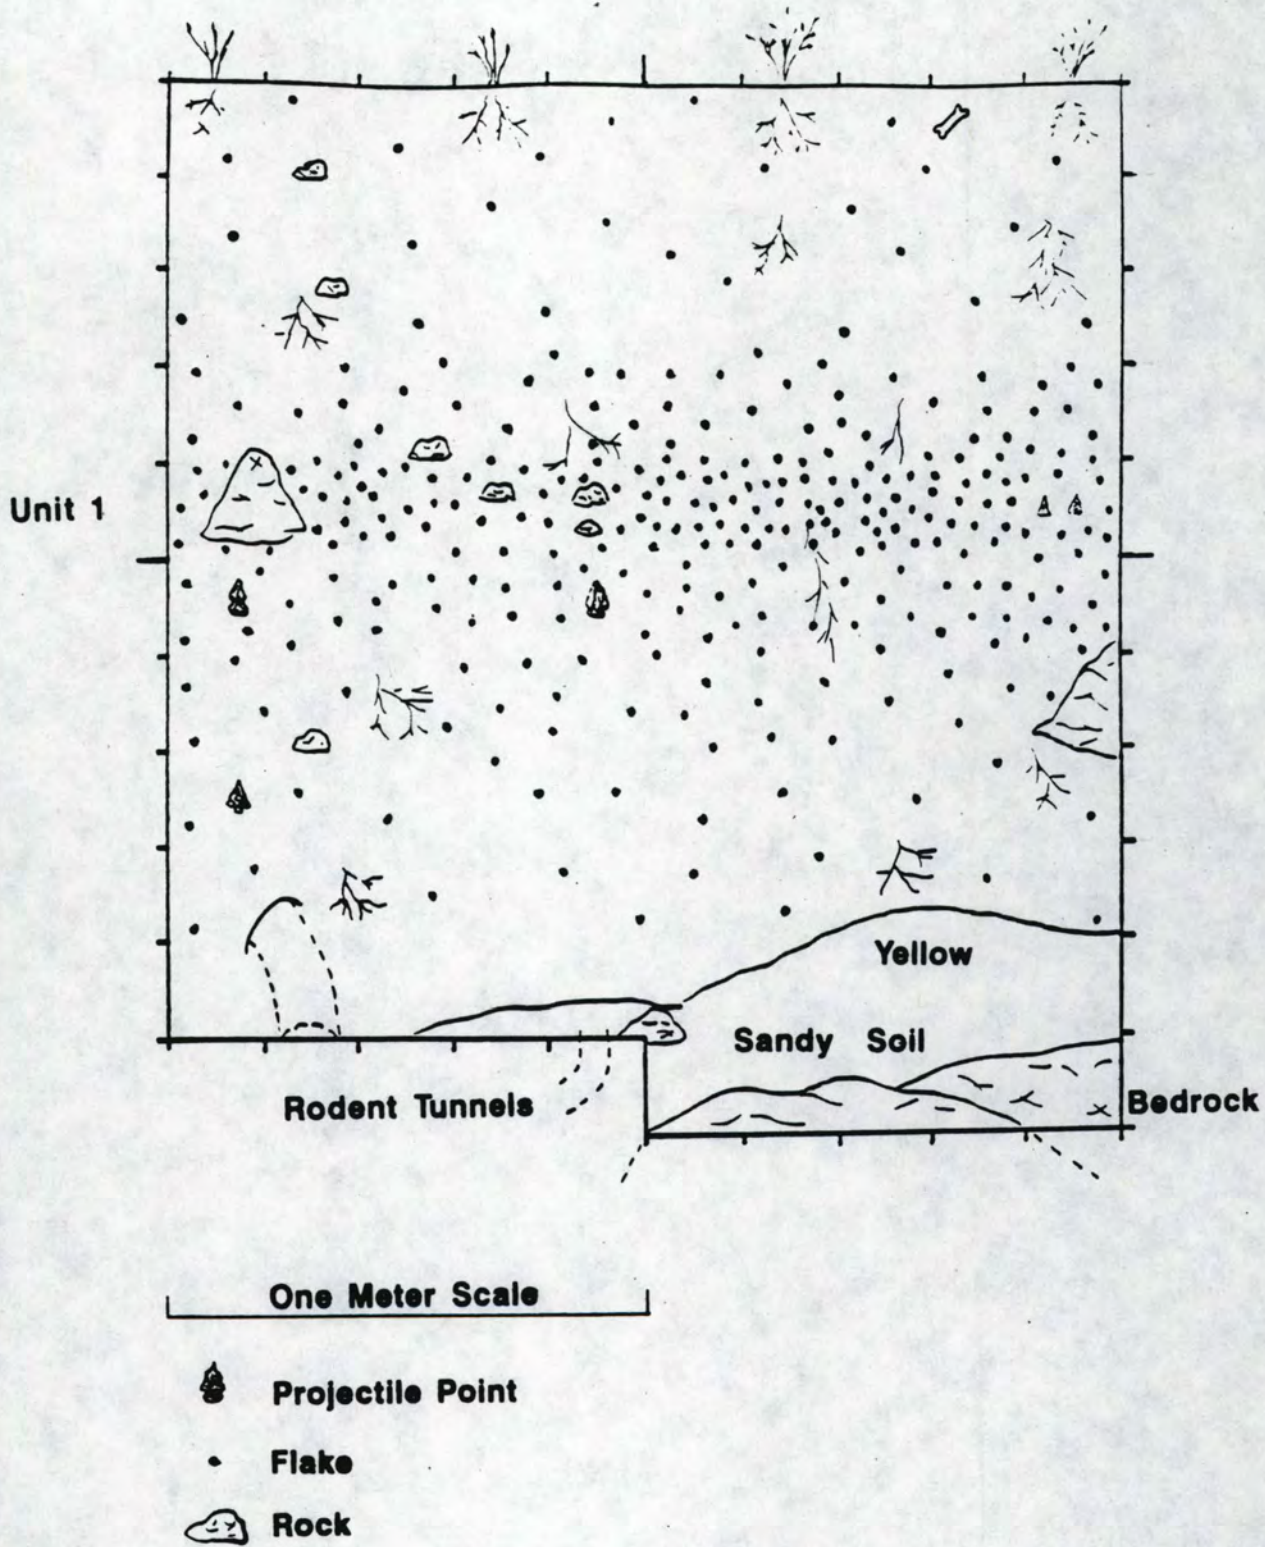 Unit 1
Yellow
Sandy Soil
Rodent Tunnels
Bedrock
One Meter Scale
Projectile Point
Flake
Rock